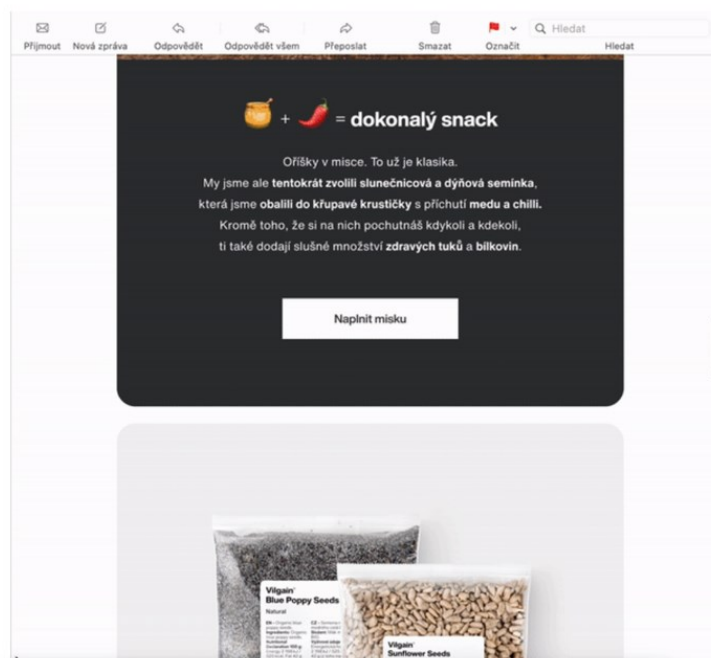 Přijmout Nová zpráva Odpovědět Odpovědět všem Přeposlat Smazat Označit Hledat
Hledat
+ = dokonalý snack
Oříšky v misce. To už je klasika.
My jsme ale tentokrát zvolili slunečnicová a dýňová semínka,
která jsme obalili do křupavé krustičky s příchutí medu a chilli.
Kromě toho, že si na nich pochutnáš kdykoli a kdekoli,
ti také dodají slušné množství zdravých tuků a bílkovin.
Naplnit misku
Vilgain
Blue Poppy Seeds
Natural
Vilgain
Sunflower Seeds